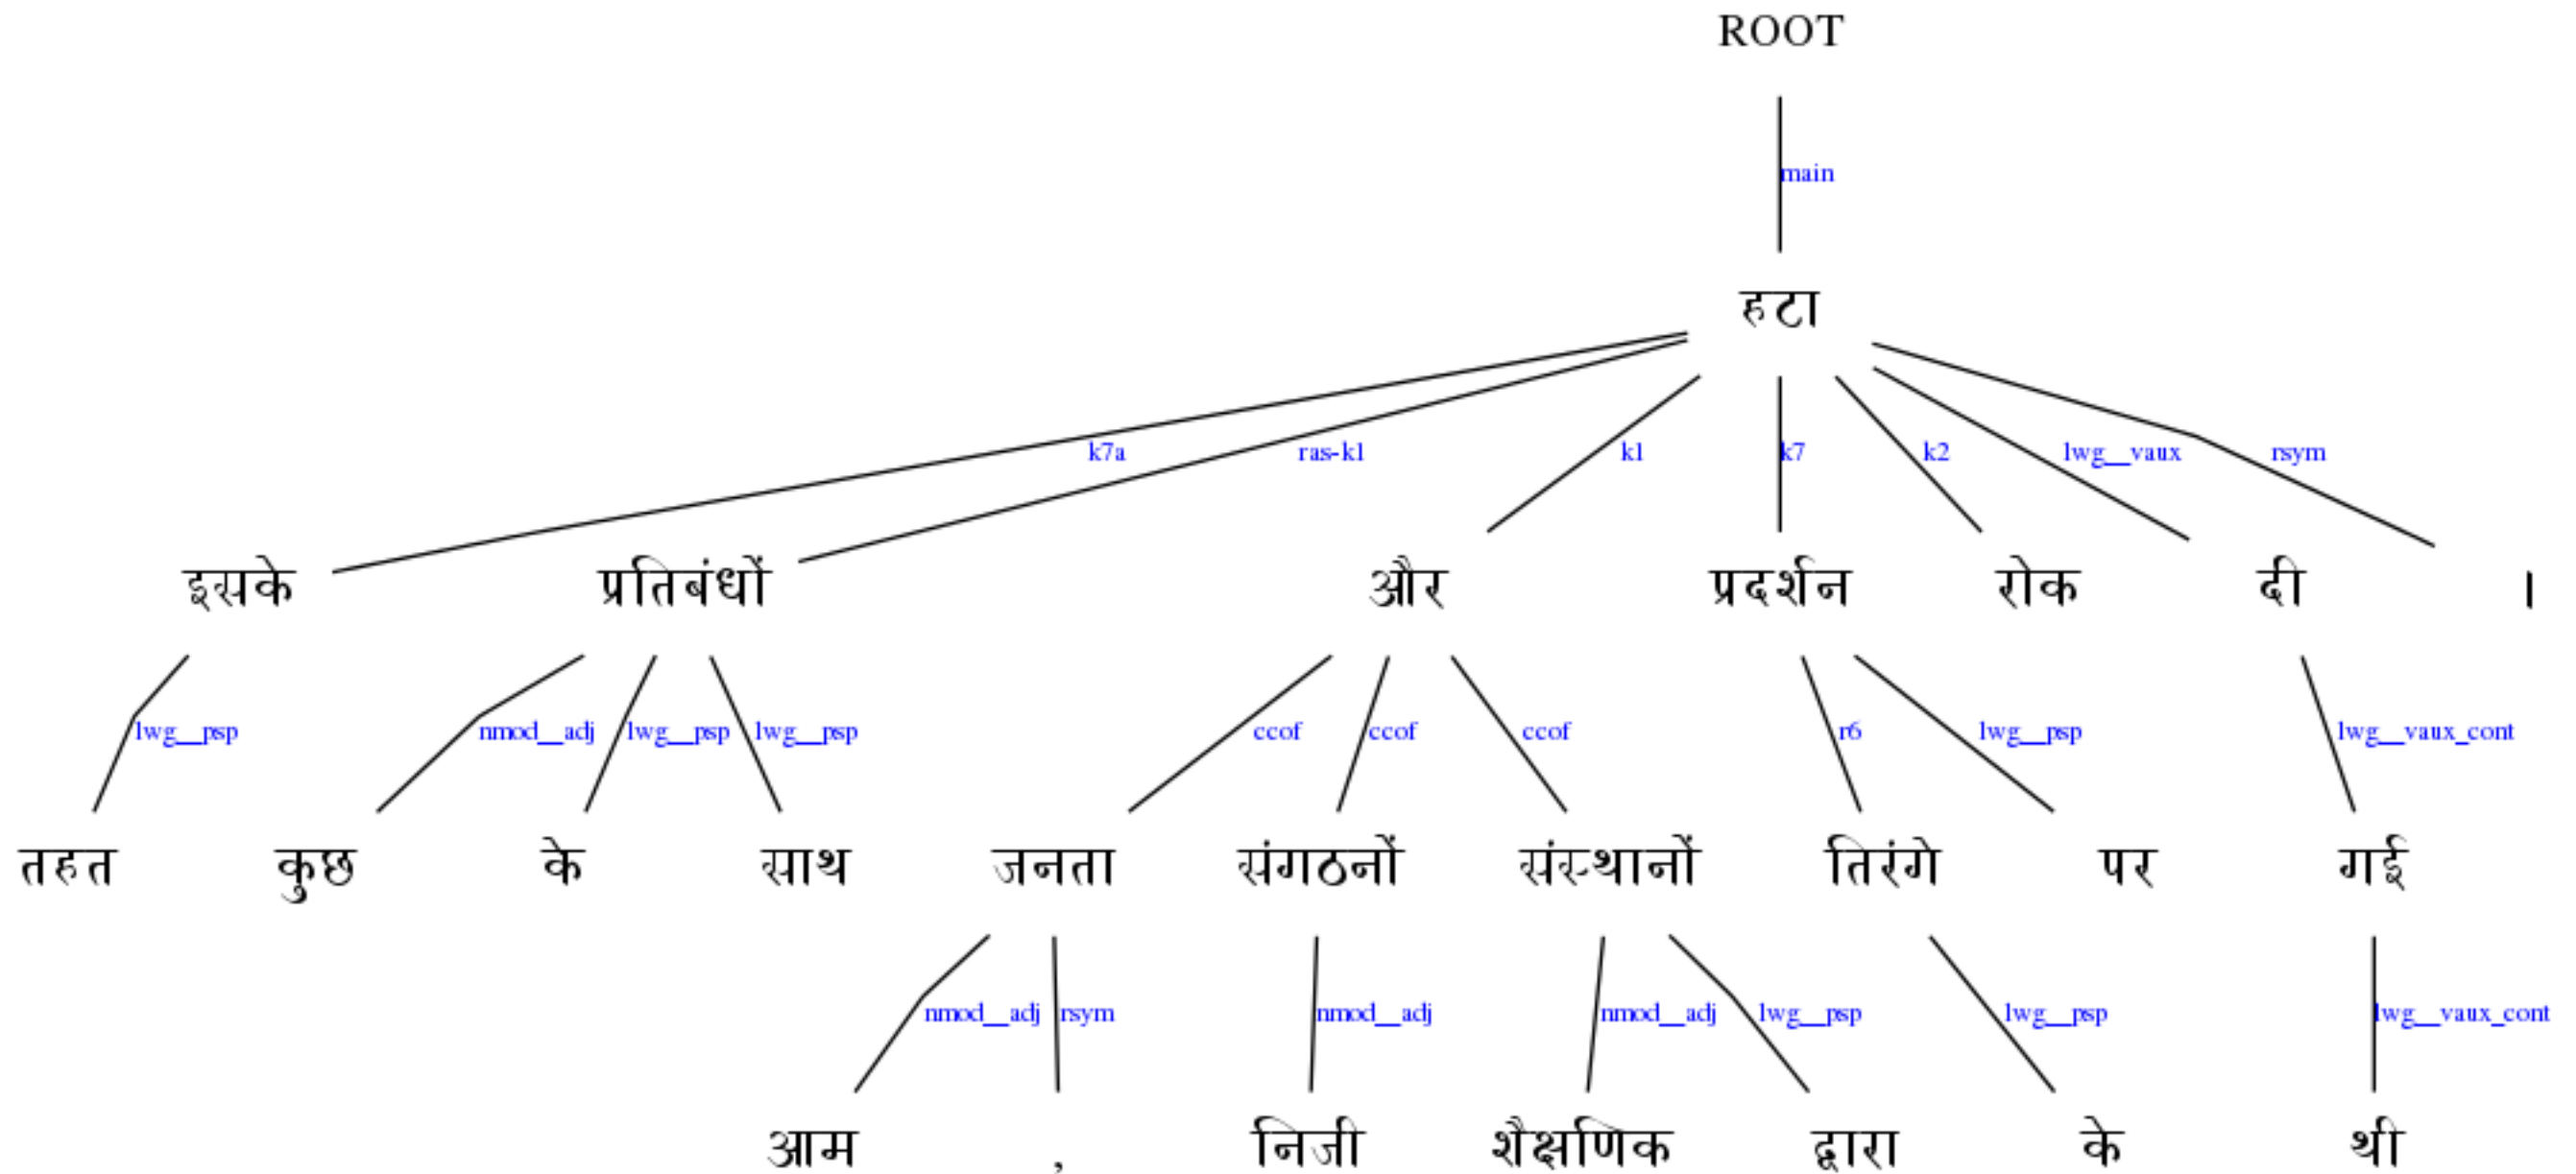 ROOT
main
हटा
k7a ras-k1 k1 k7 k2 lwg__vaux rsym
इसके प्रतिबंधों और प्रदर्शन रोक दी ।
lwg__psp nmod__adj lwg__psp lwg__psp ccof ccof ccof r6 lwg__psp lwg__vaux_cont
तहत कुछ के साथ जनता संगठनों संस्थानों तिरंगे पर गई
nmod__adj rsym nmod__adj nmod__adj lwg__psp lwg__psp lwg__vaux_cont
आम , निजी शैक्षणिक द्वारा के थी